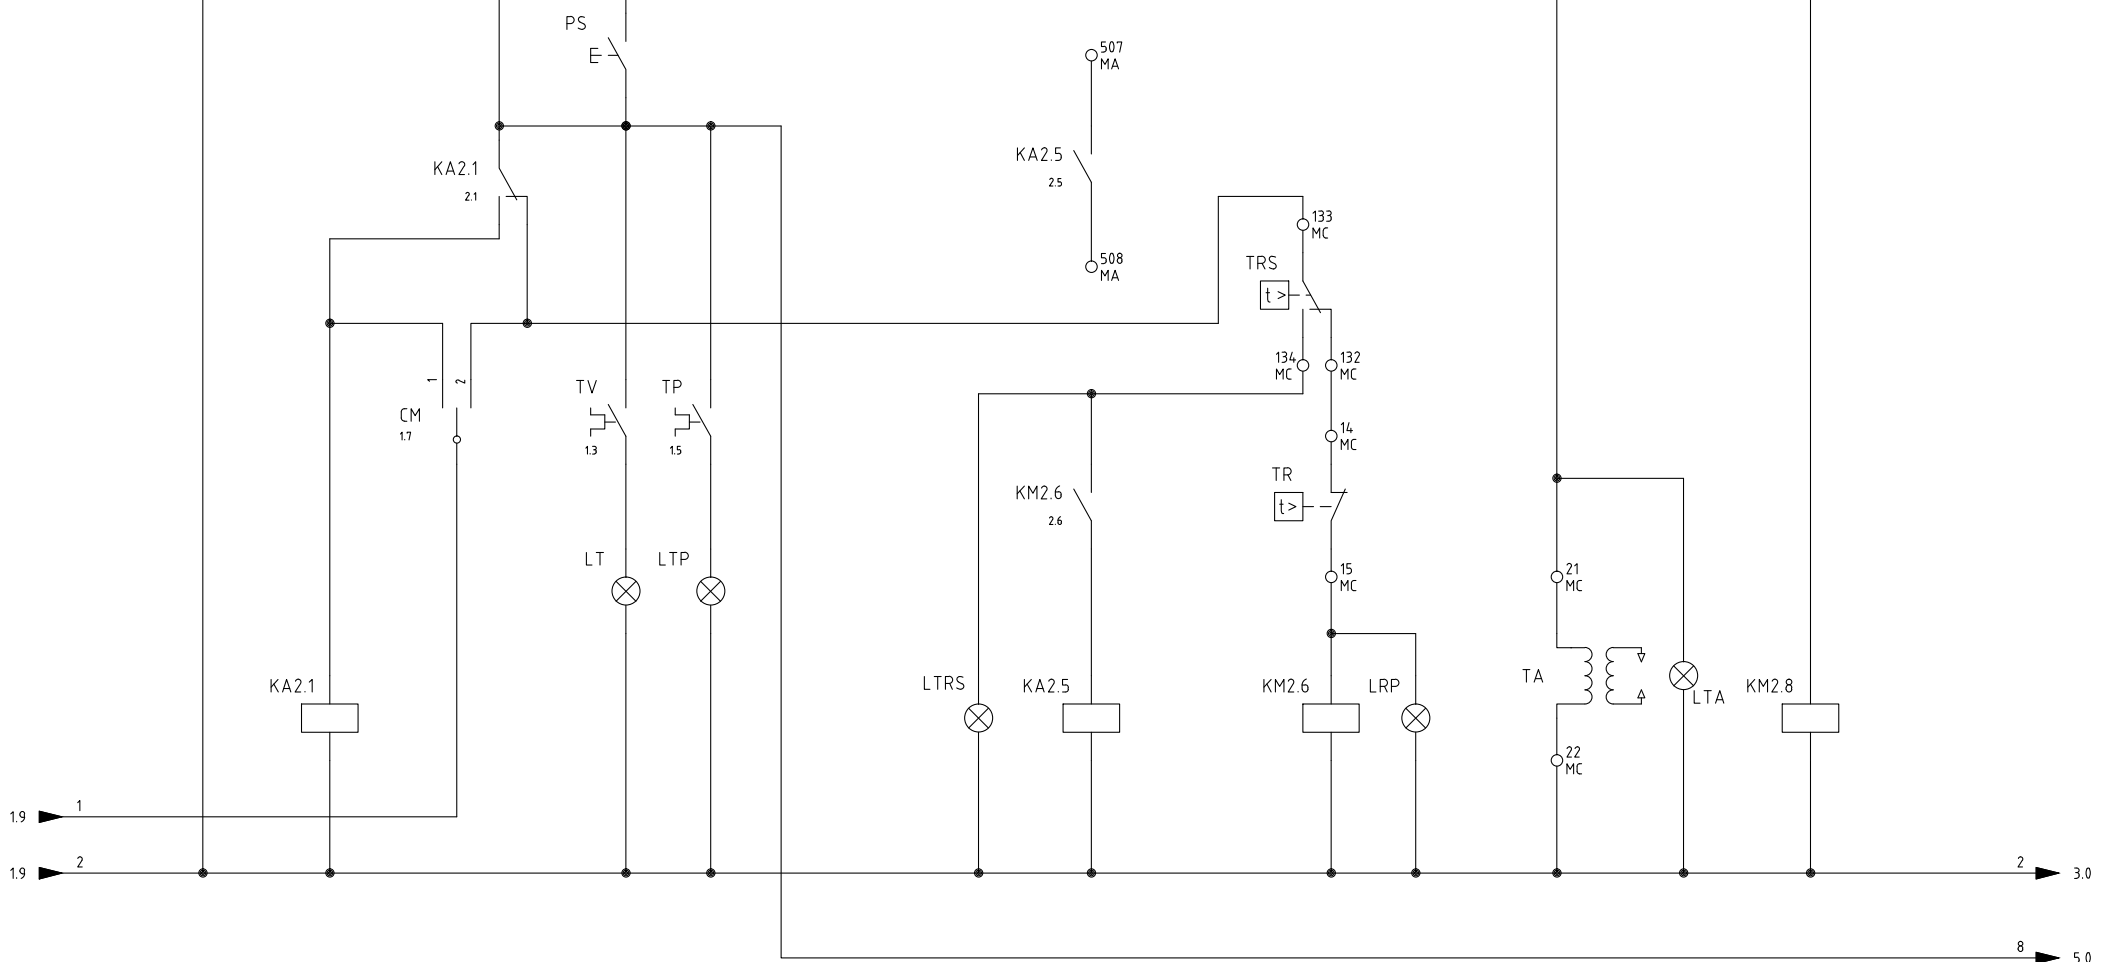 PS
507
MA
KA2.5
2.5
KA2.1
2.1
508
MA
133
MC
TRS
t >
134
MC
132
MC
1
2
CM
1.7
TV
1.3
TP
1.5
14
MC
KM2.6
2.6
TR
t >
LT
LTP
15
MC
21
MC
KA2.1
LTRS
KA2.5
KM2.6
LRP
TA
LTA
KM2.8
22
MC
1.9
1
1.9
2
2
3.0
8
5.0